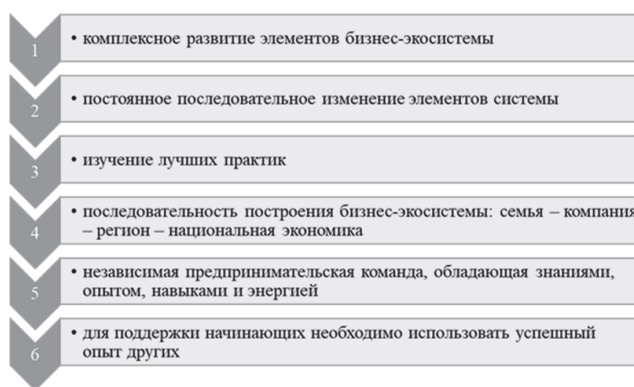 1
• комплексное развитие элементов бизнес-экосистемы
2
• постоянное последовательное изменение элементов системы
3
• изучение лучших практик
4
• последовательность построения бизнес-экосистемы: семья – компания
– регион – национальная экономика
5
• независимая предпринимательская команда, обладающая знаниями,
опытом, навыками и энергией
6
• для поддержки начинающих необходимо использовать успешный
опыт других